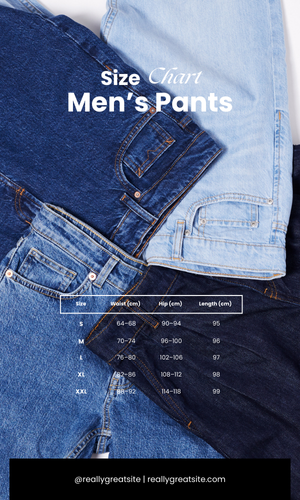 Size Chart
Men's Pants
Size Waist (cm) Hip (cm) Length (cm)
S 64–68 90–94 95
M 70–74 96–100 96
L 76–80 102–106 97
XL 82–86 108–112 98
XXL 88–92 114–118 99
@reallygreatsite | reallygreatsite.com